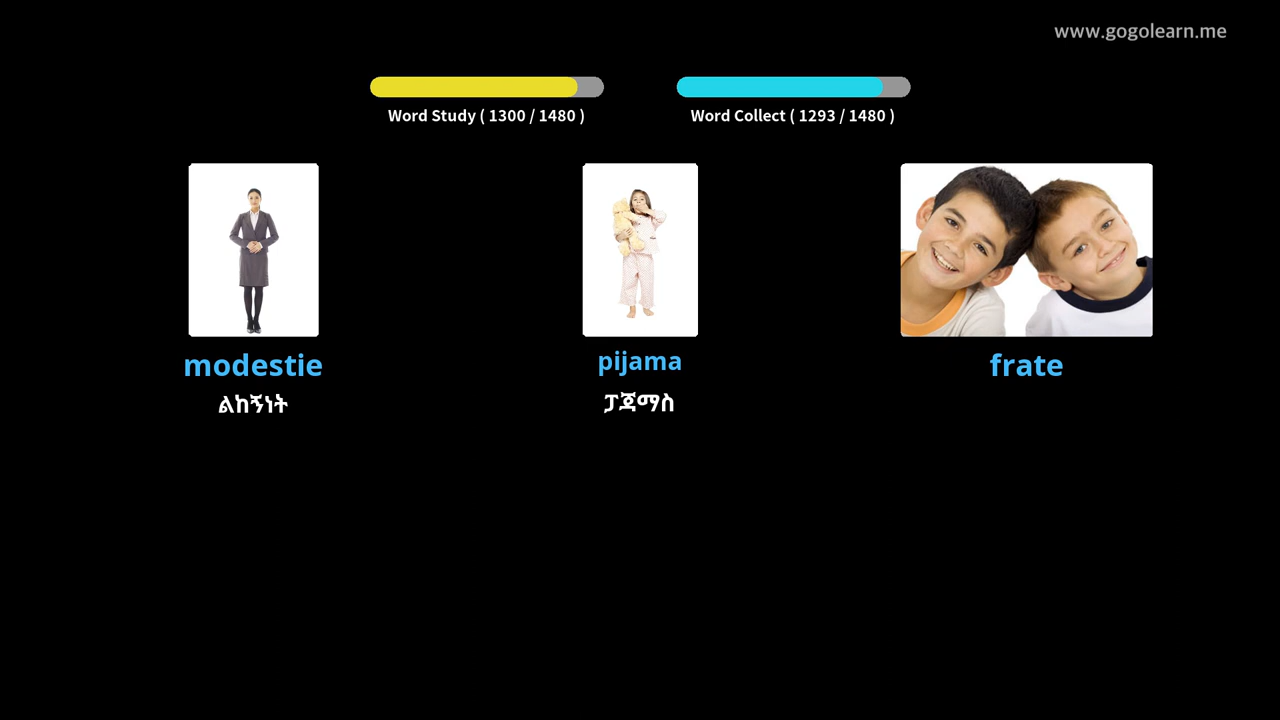 www.gogolearn.me
Word Study ( 1300 / 1480 )
Word Collect ( 1293 / 1480 )
modestie
ልከኝነት
pijama
ፓጃማስ
frate